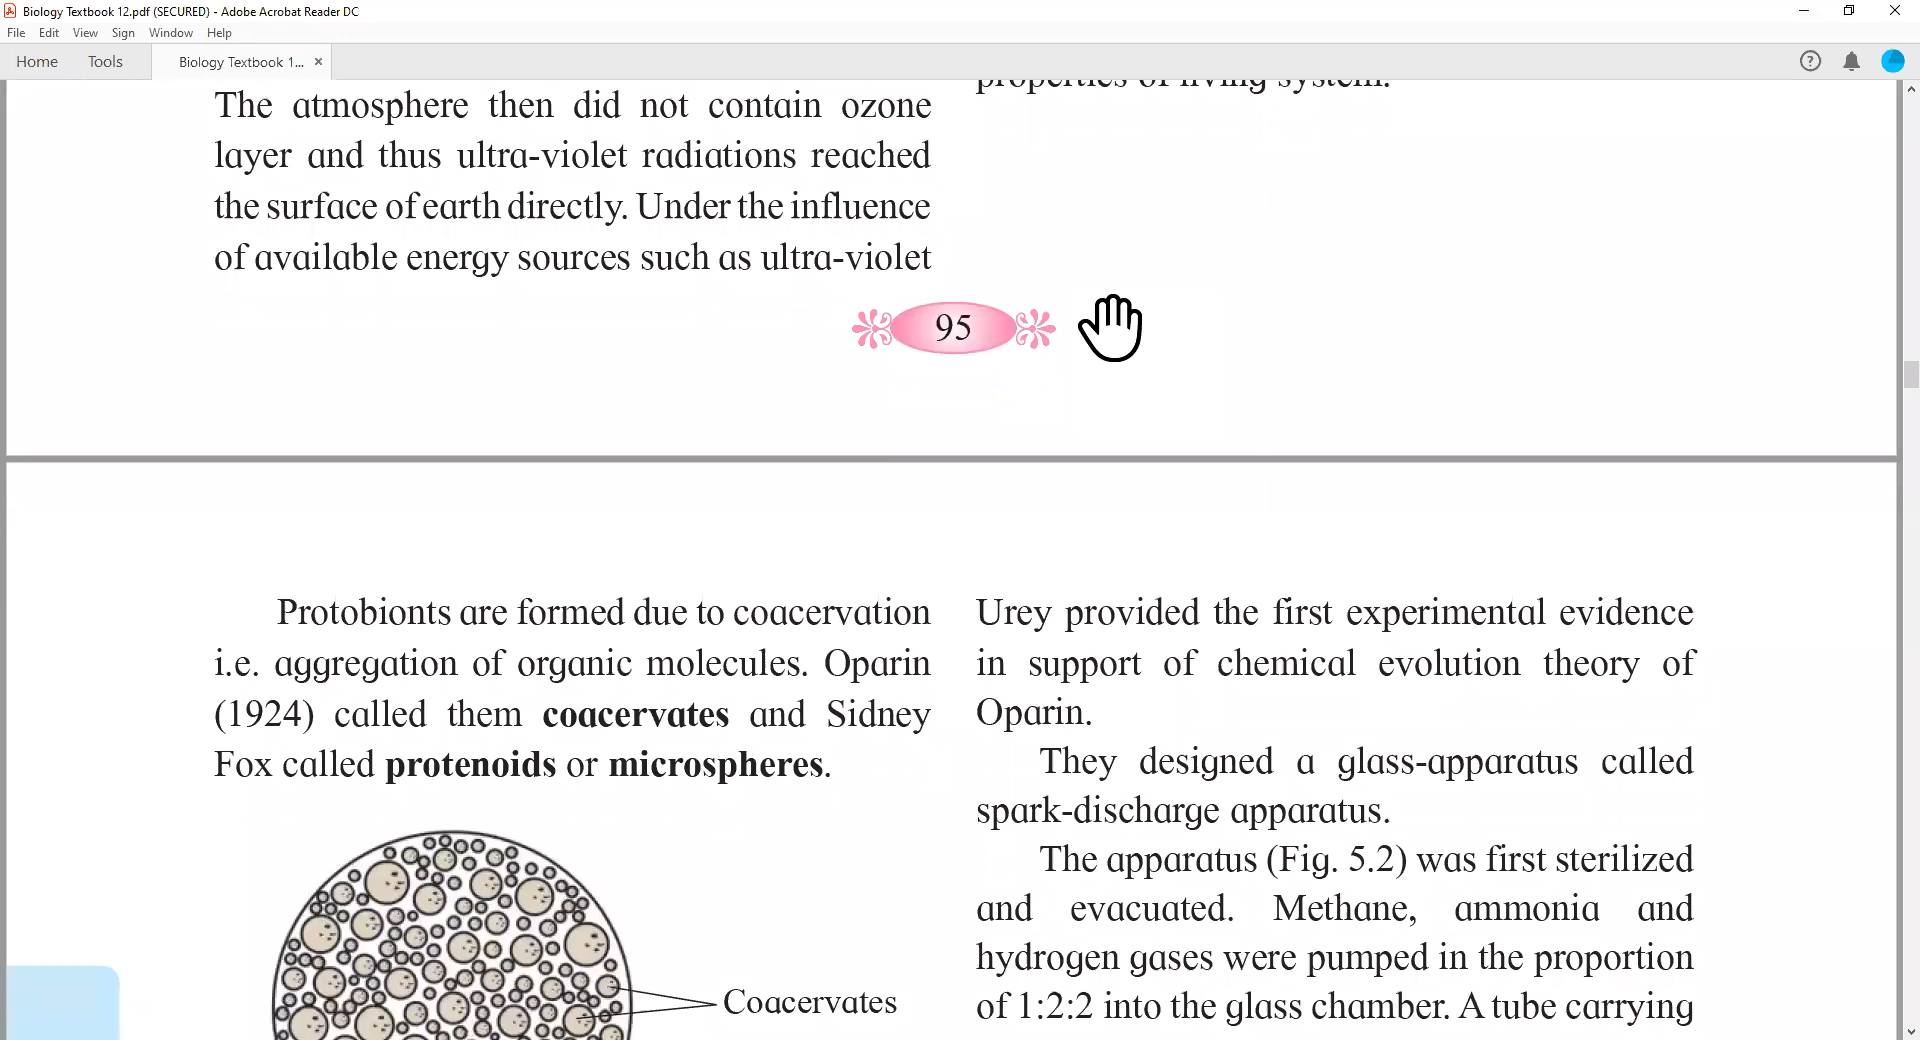 Biology Textbook 12.pdf (SECURED) - Adobe Acrobat Reader DC
File Edit View Sign Window Help
Home Tools Biology Textbook 1...
The atmosphere then did not contain ozone
layer and thus ultra-violet radiations reached
the surface of earth directly. Under the influence
of available energy sources such as ultra-violet
properties of living system.
95
Protobionts are formed due to coacervation
i.e. aggregation of organic molecules. Oparin
(1924) called them coacervates and Sidney
Fox called protenoids or microspheres.
Coacervates
Urey provided the first experimental evidence
in support of chemical evolution theory of
Oparin.
They designed a glass-apparatus called
spark-discharge apparatus.
The apparatus (Fig. 5.2) was first sterilized
and evacuated. Methane, ammonia and
hydrogen gases were pumped in the proportion
of 1:2:2 into the glass chamber. A tube carrying